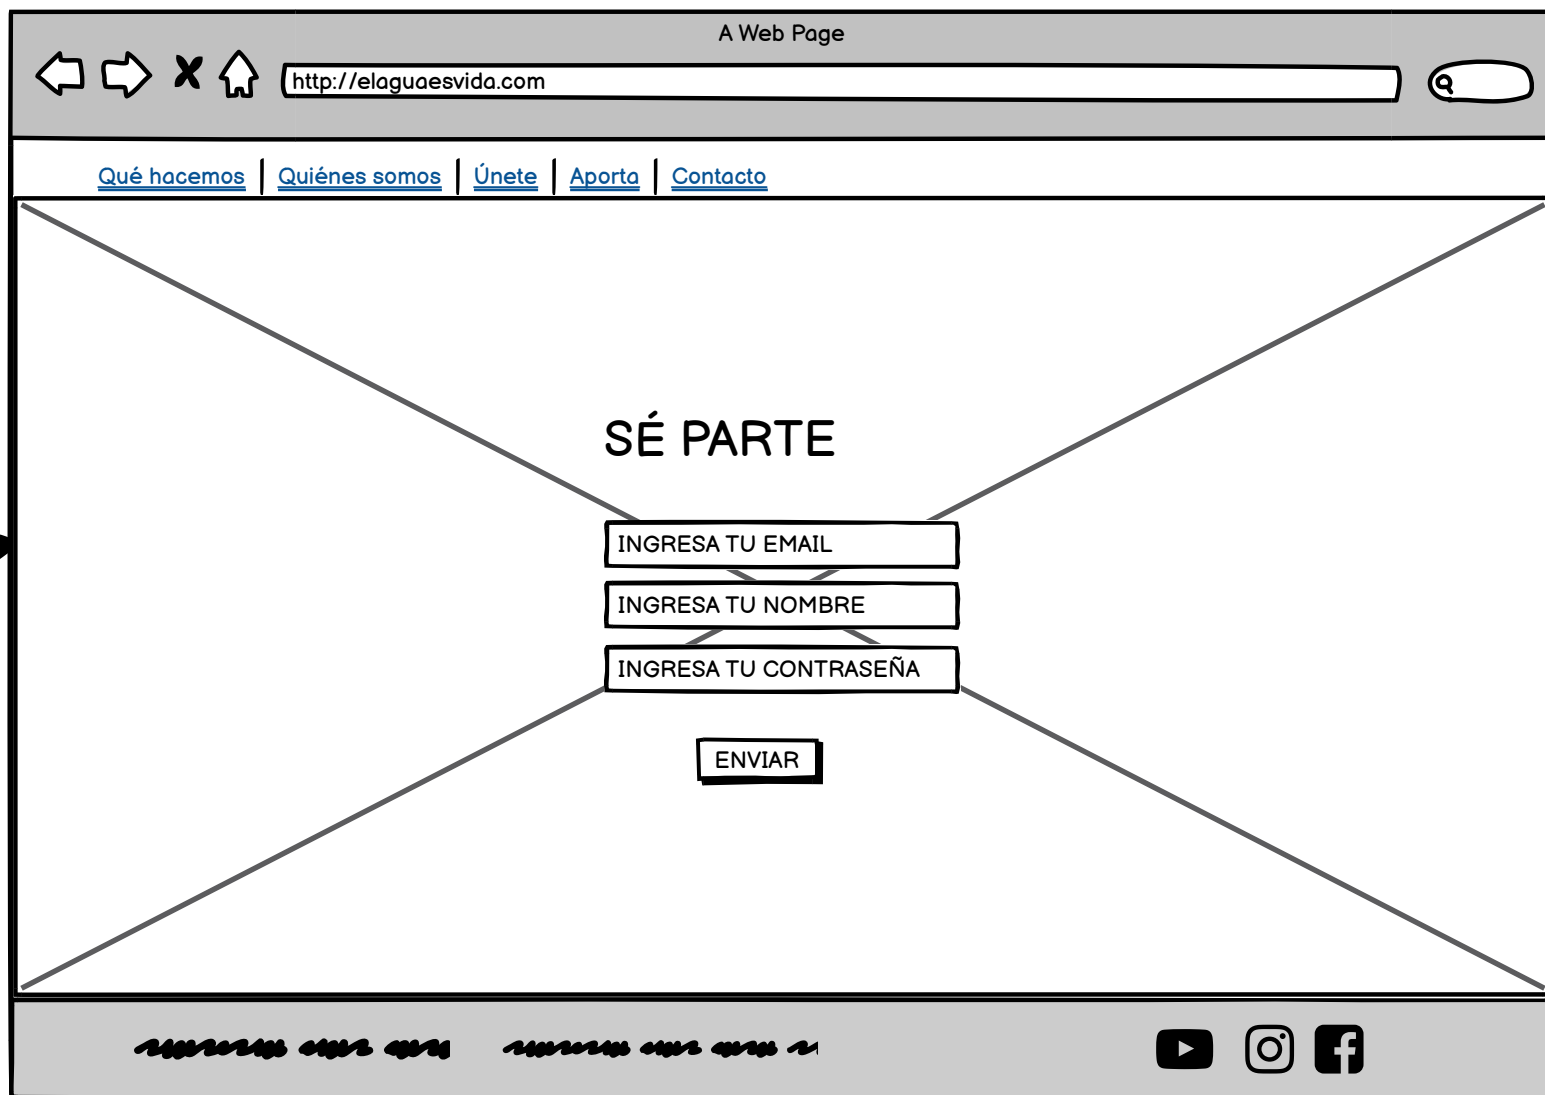 A Web Page
http://elaguaesvida.com
Qué hacemos Quiénes somos Únete Aporta Contacto
SÉ PARTE
INGRESA TU EMAIL
INGRESA TU NOMBRE
INGRESA TU CONTRASEÑA
ENVIAR